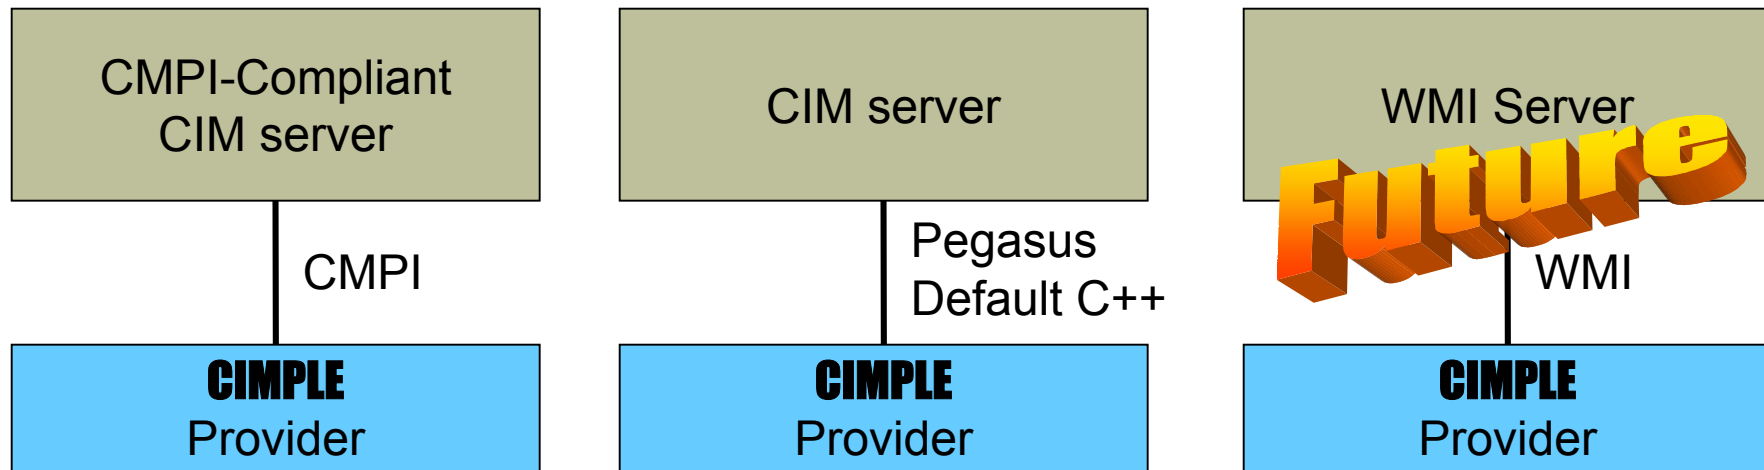 CMPI-Compliant
CIM server
CMPI
CIMPLE
Provider
CIM server
Pegasus
Default C++
CIMPLE
Provider
WMI Server
Future
WMI
CIMPLE
Provider